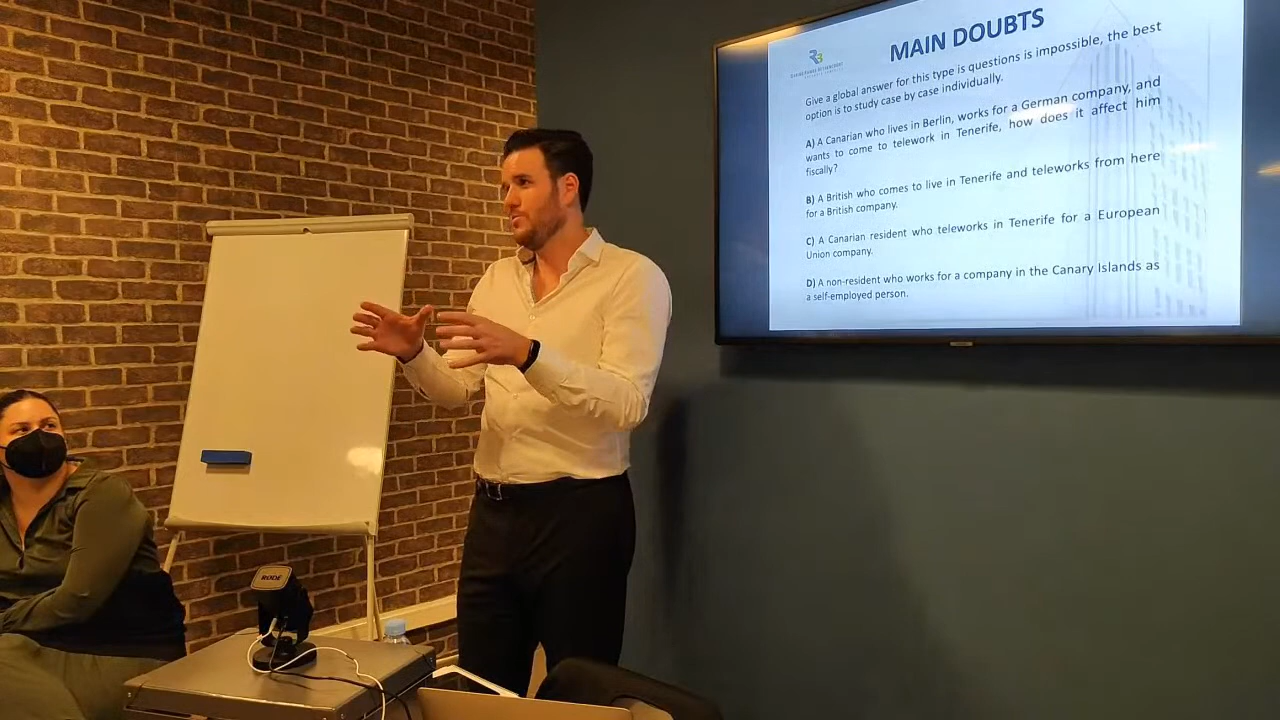 MAIN DOUBTS
RB
Give a global answer for this type is questions is impossible, the best
option is to study case by case individually.
A) A Canarian who lives in Berlin, works for a German company, and
wants to come to telework in Tenerife, how does it affect him
fiscally?
B) A British who comes to live in Tenerife and teleworks from here
for a British company.
C) A Canarian resident who teleworks in Tenerife for a European
Union company.
D) A non-resident who works for a company in the Canary Islands as
a self-employed person.
RODE